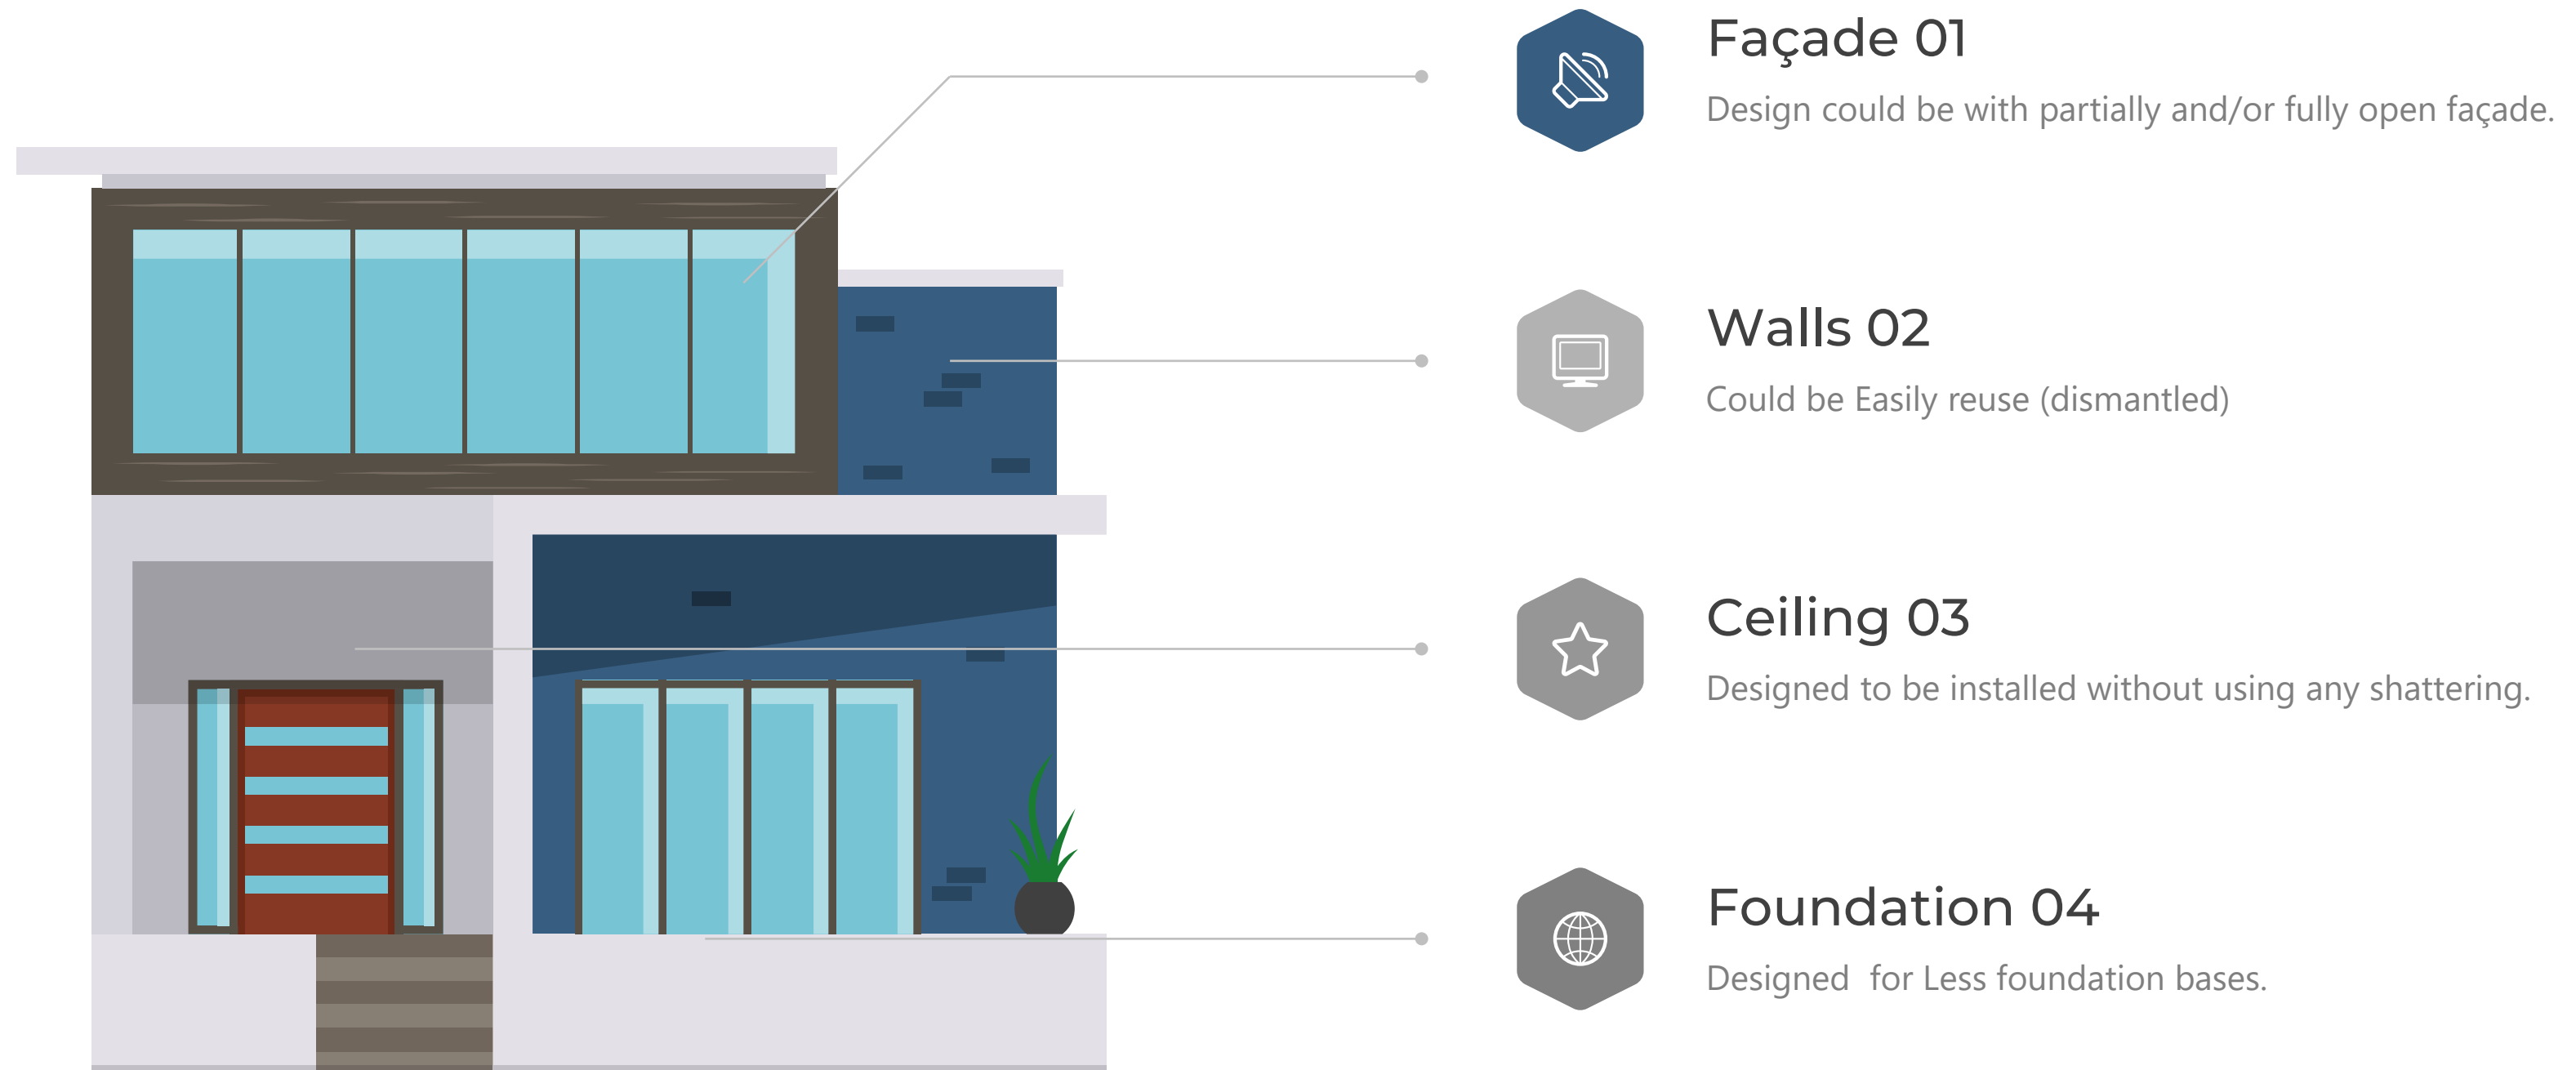 Façade 01
Design could be with partially and/or fully open façade.
Walls 02
Could be Easily reuse (dismantled)
Ceiling 03
Designed to be installed without using any shattering.
Foundation 04
Designed  for Less foundation bases.